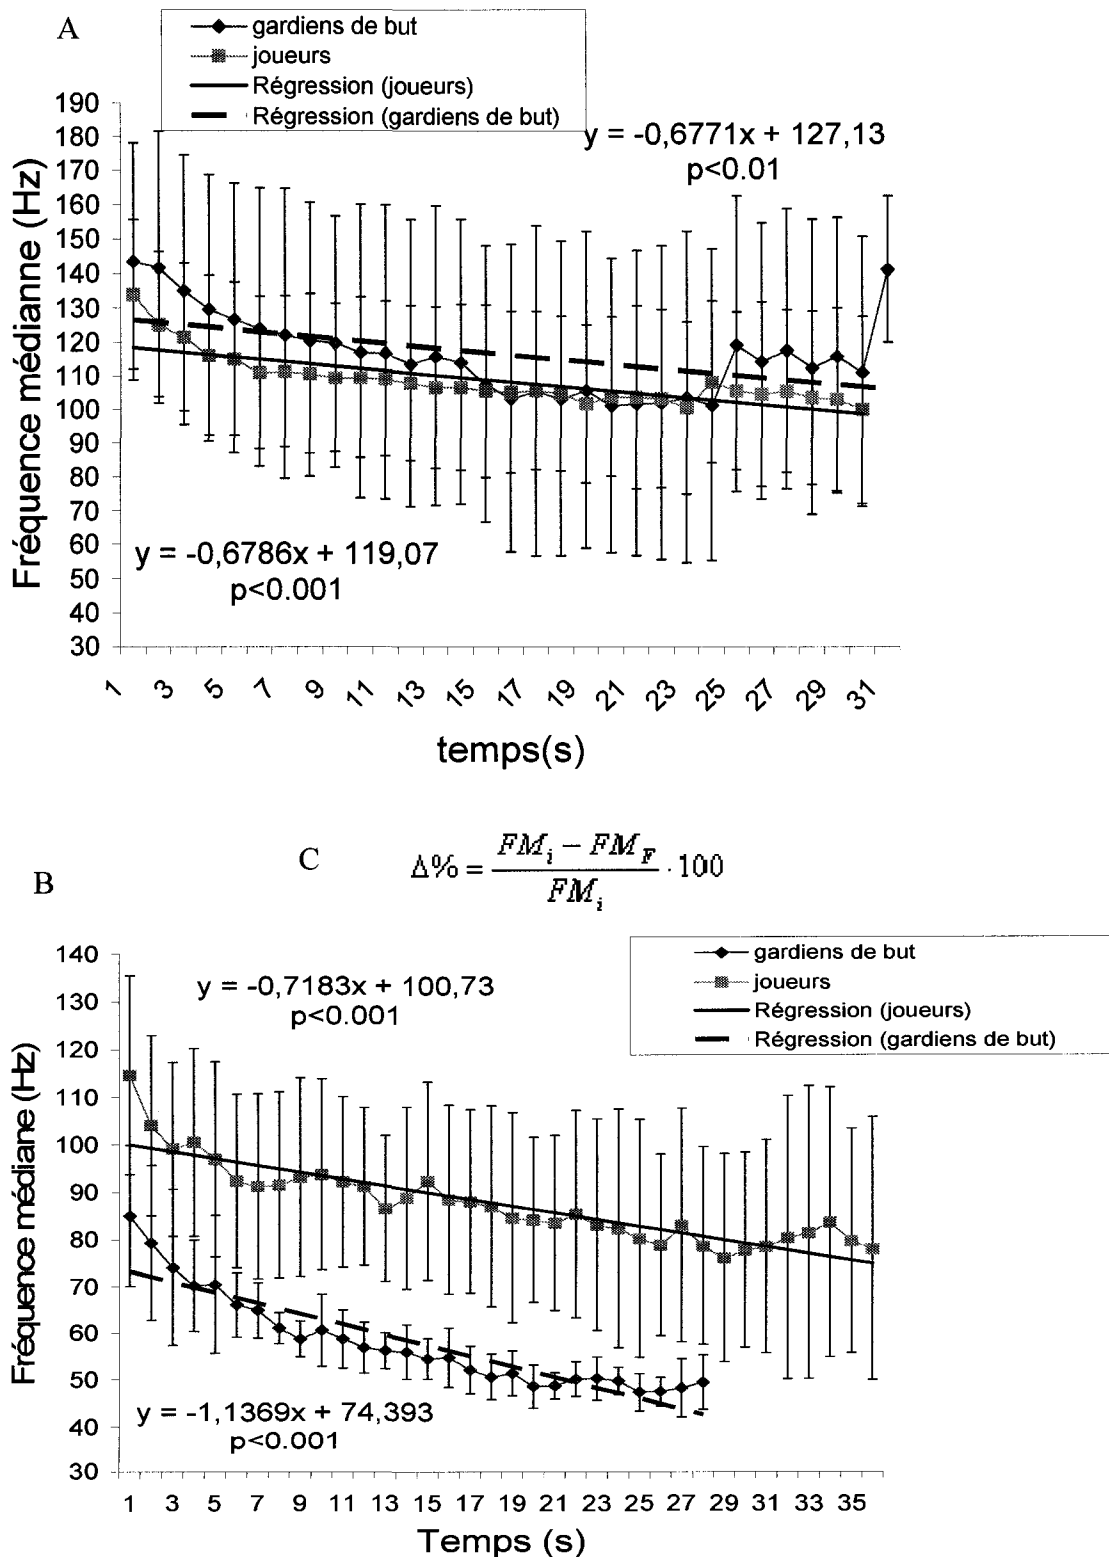 A
gardiens de but
joueurs
Régression (joueurs)
Régression (gardiens de but)
y = -0,6771x + 127,13
p<0.01
Fréquence médianne (Hz)
190
180
170
160
150
140
130
120
110
100
90
80
70
60
50
40
30
y = -0,6786x + 119,07
p<0.001
1 3 5 7 9 11 13 15 17 19 21 23 25 27 29 31
temps(s)
C
Δ% = (FM_i − FM_F) / FM_i · 100
B
gardiens de but
joueurs
Régression (joueurs)
Régression (gardiens de but)
y = -0,7183x + 100,73
p<0.001
Fréquence médiane (Hz)
140
130
120
110
100
90
80
70
60
50
40
30
y = -1,1369x + 74,393
p<0.001
1 3 5 7 9 11 13 15 17 19 21 23 25 27 29 31 33 35
Temps (s)